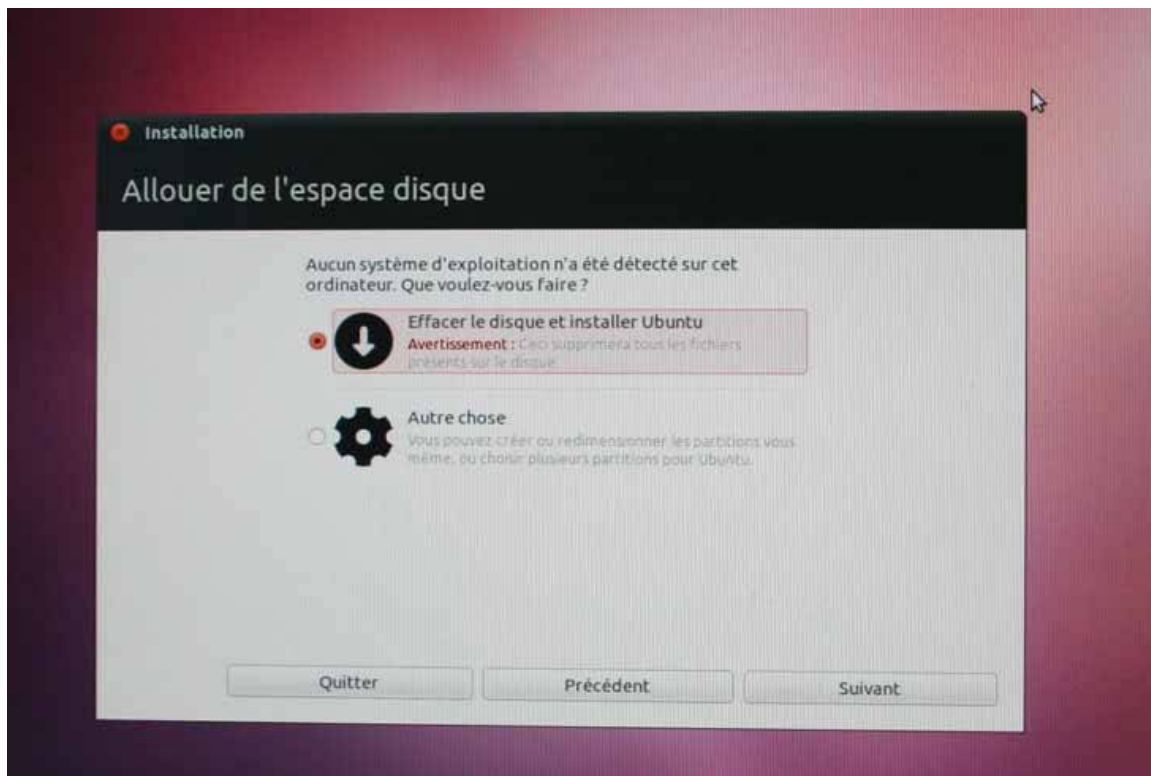 Installation
Allouer de l'espace disque
Aucun système d'exploitation n'a été détecté sur cet
ordinateur. Que voulez-vous faire ?
Effacer le disque et installer Ubuntu
Avertissement : Ceci supprimera tous les fichiers
présents sur le disque.
Autre chose
Vous pouvez créer ou redimensionner les partitions vous
même, ou choisir plusieurs partitions pour Ubuntu.
Quitter
Précédent
Suivant